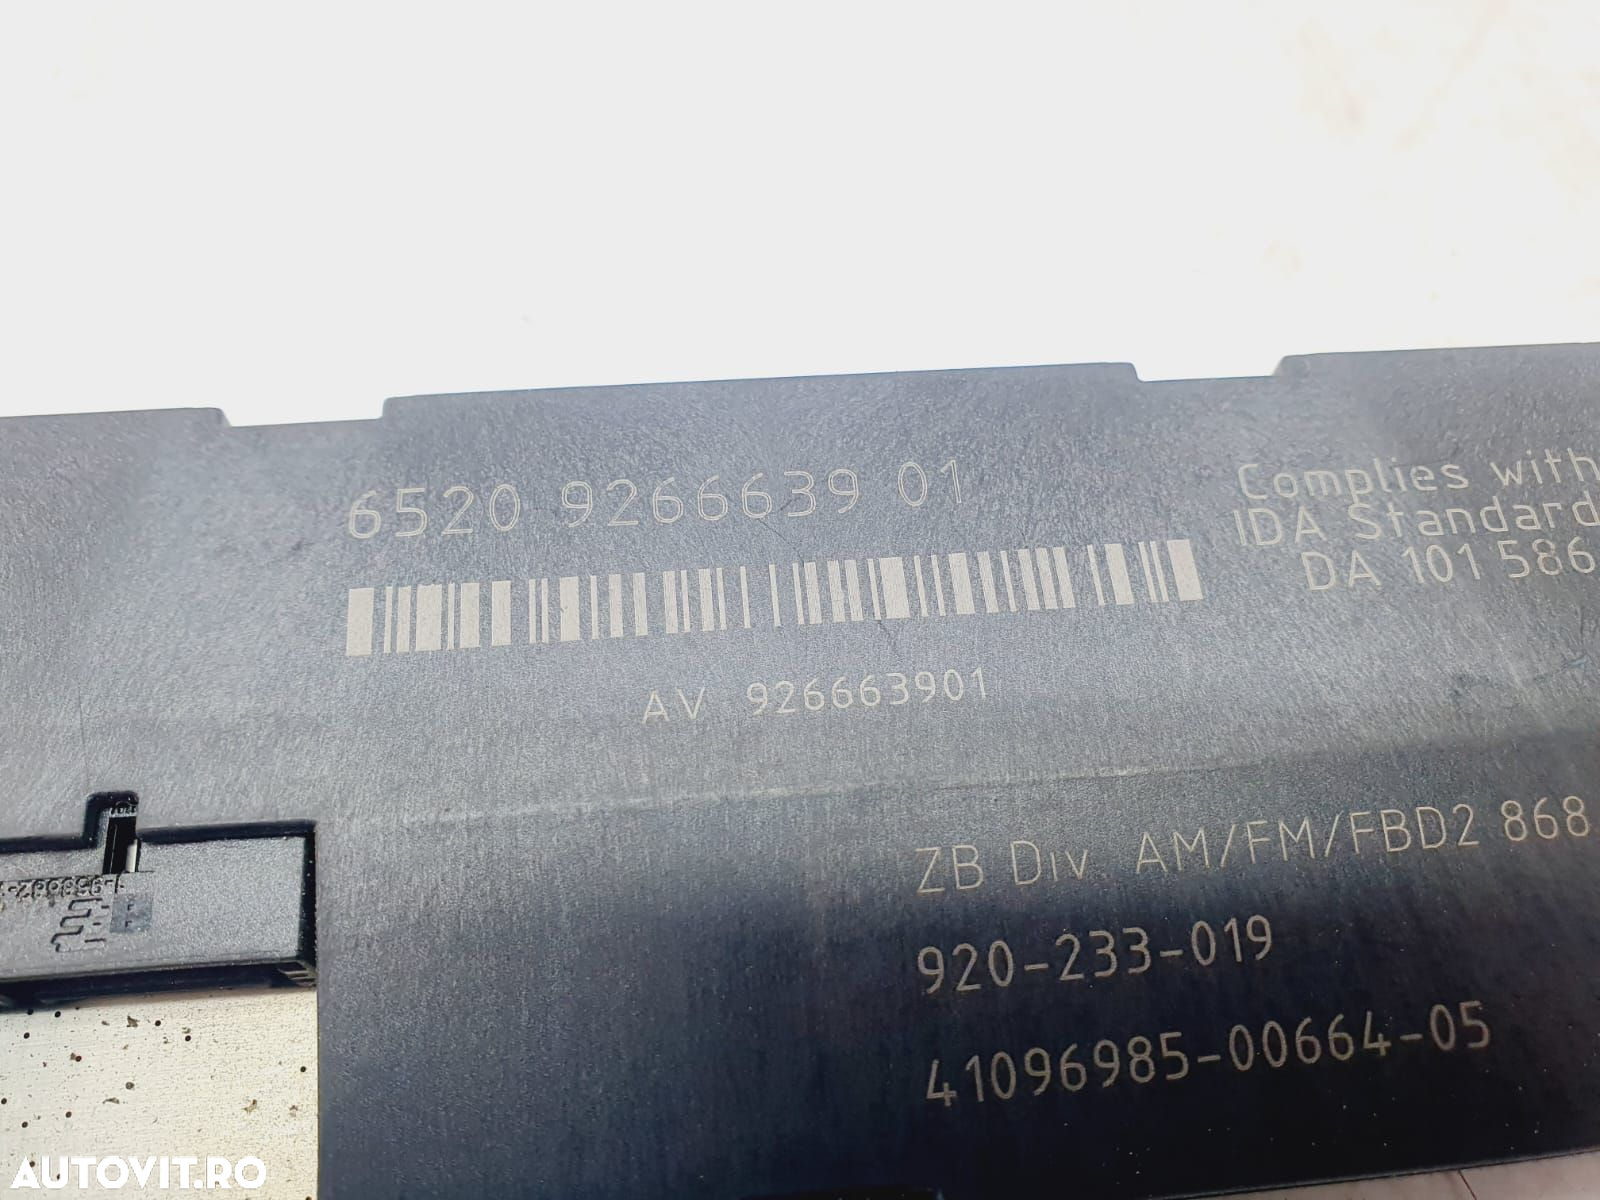 6520 9266639 01
Complies with
IDA Standard
DA 101 586
AV 926663901
ZB Div. AM/FM/FBD2 868
920-233-019
41096985-00664-05
AUTOVIT.RO